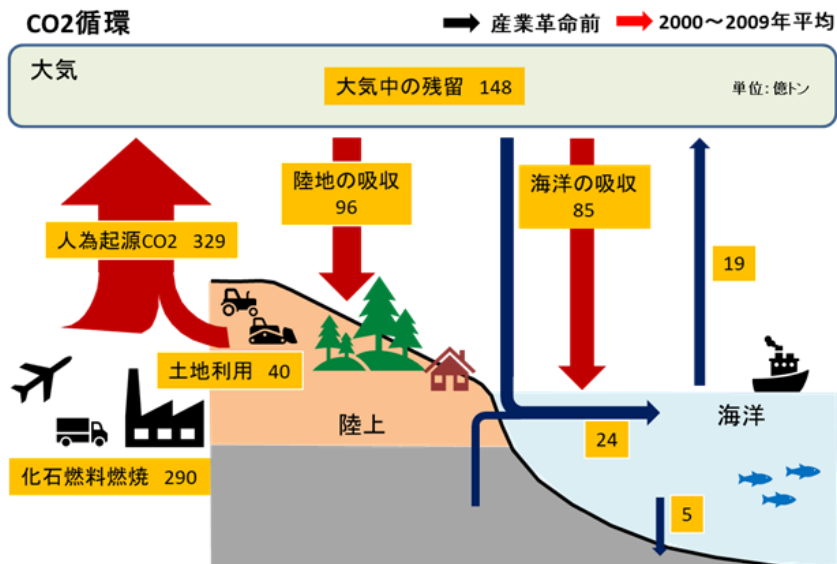 CO2循環
産業革命前
2000～2009年平均
大気
大気中の残留 148
単位：億トン
陸地の吸収
96
海洋の吸収
85
人為起源CO2 329
19
土地利用 40
陸上
海洋
24
化石燃料燃焼 290
5